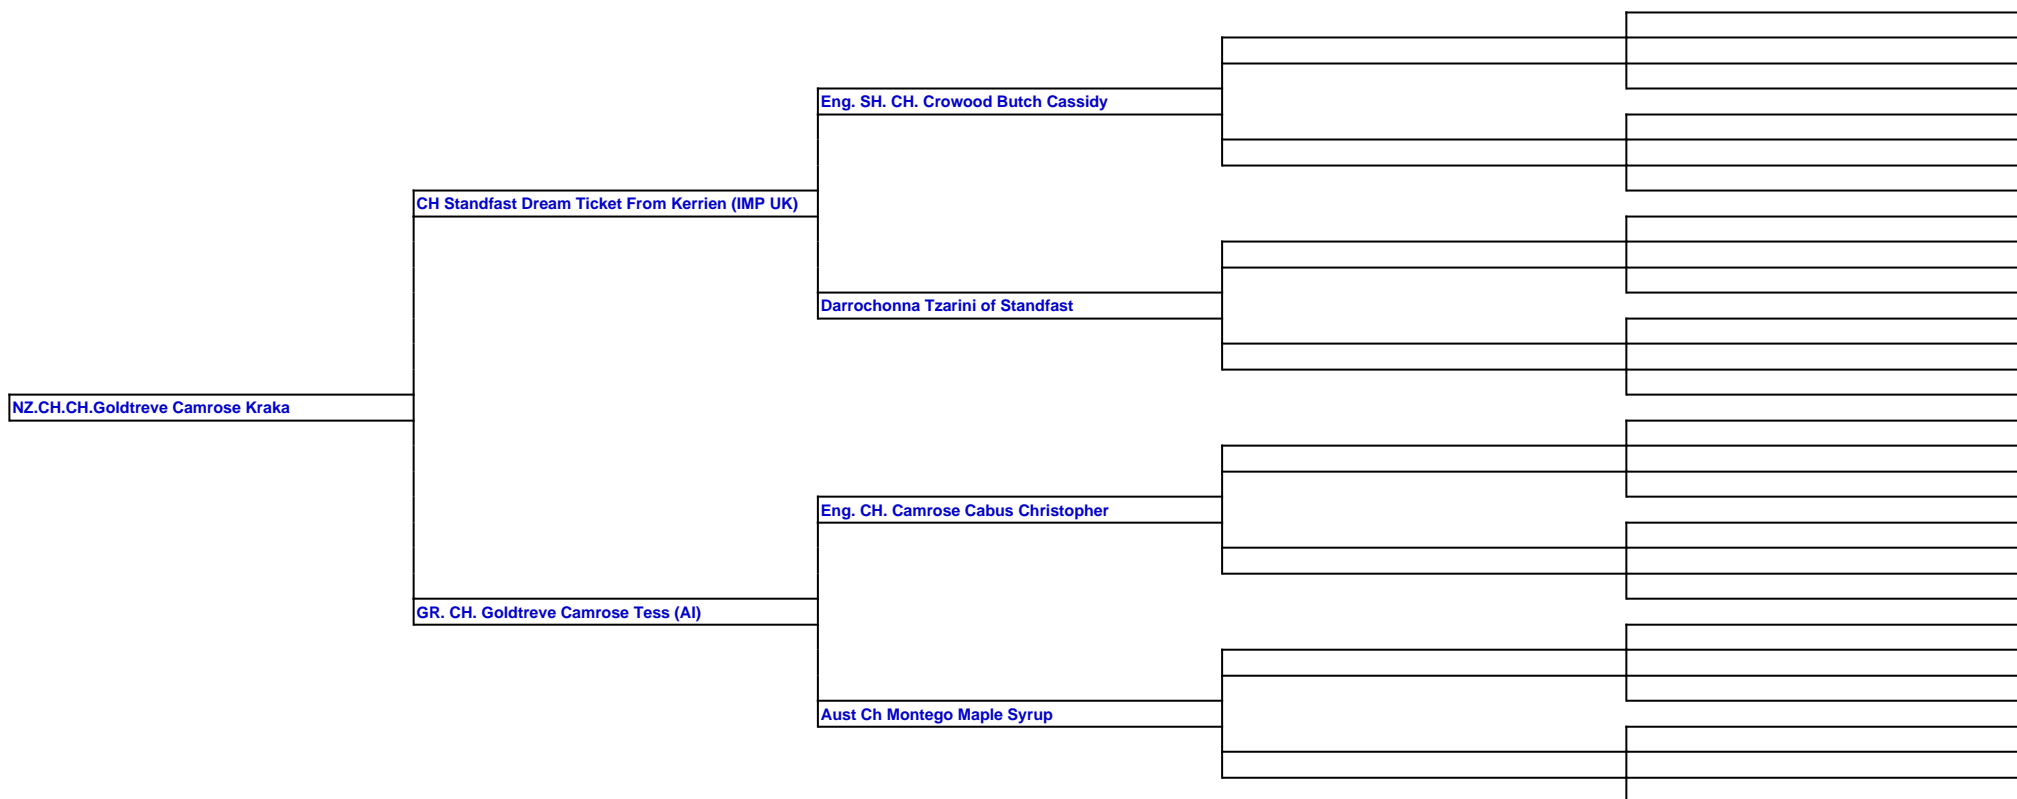 Eng. SH. CH. Crowood Butch Cassidy
CH Standfast Dream Ticket From Kerrien (IMP UK)
Darrochonna Tzarini of Standfast
NZ.CH.CH.Goldtreve Camrose Kraka
Eng. CH. Camrose Cabus Christopher
GR. CH. Goldtreve Camrose Tess (AI)
Aust Ch Montego Maple Syrup